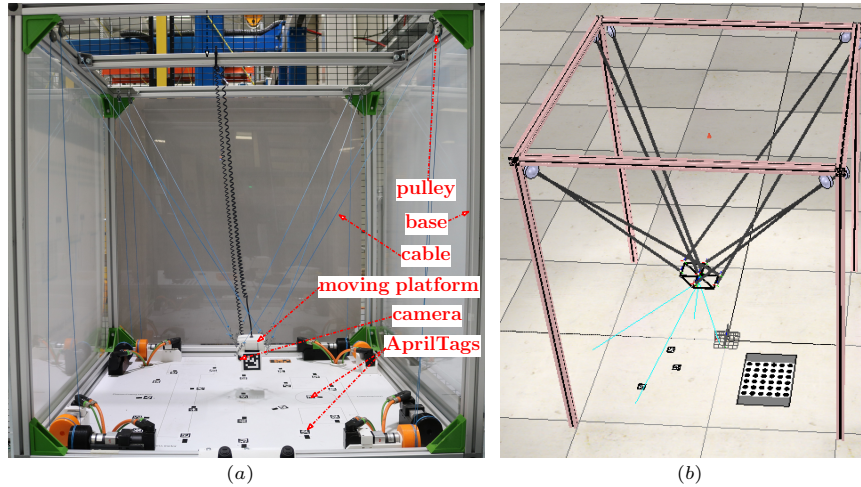 pulley
base
cable
moving platform
camera
AprilTags
(a)
(b)